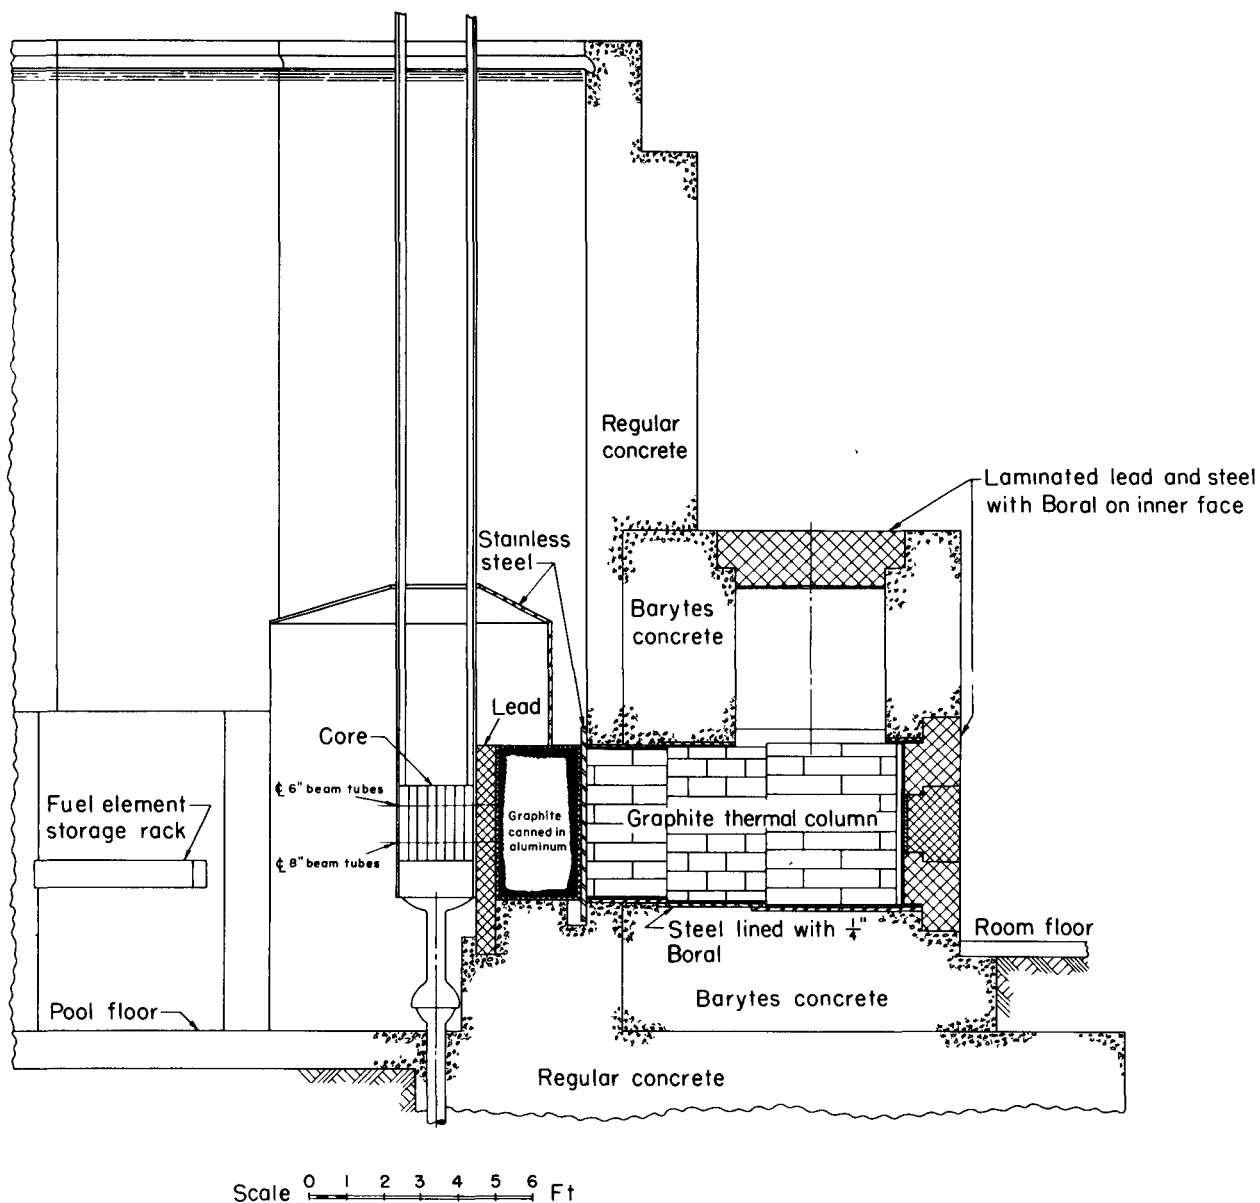 Regular
concrete
Laminated lead and steel
with Boral on inner face
Stainless
steel
Barytes
concrete
Lead
Core
℄ 6" beam tubes
Fuel element
storage rack
Graphite
canned in
aluminum
Graphite thermal column
℄ 8" beam tubes
Steel lined with 1/4"
Boral
Room floor
Pool floor
Barytes concrete
Regular concrete
Scale 0 1 2 3 4 5 6 Ft